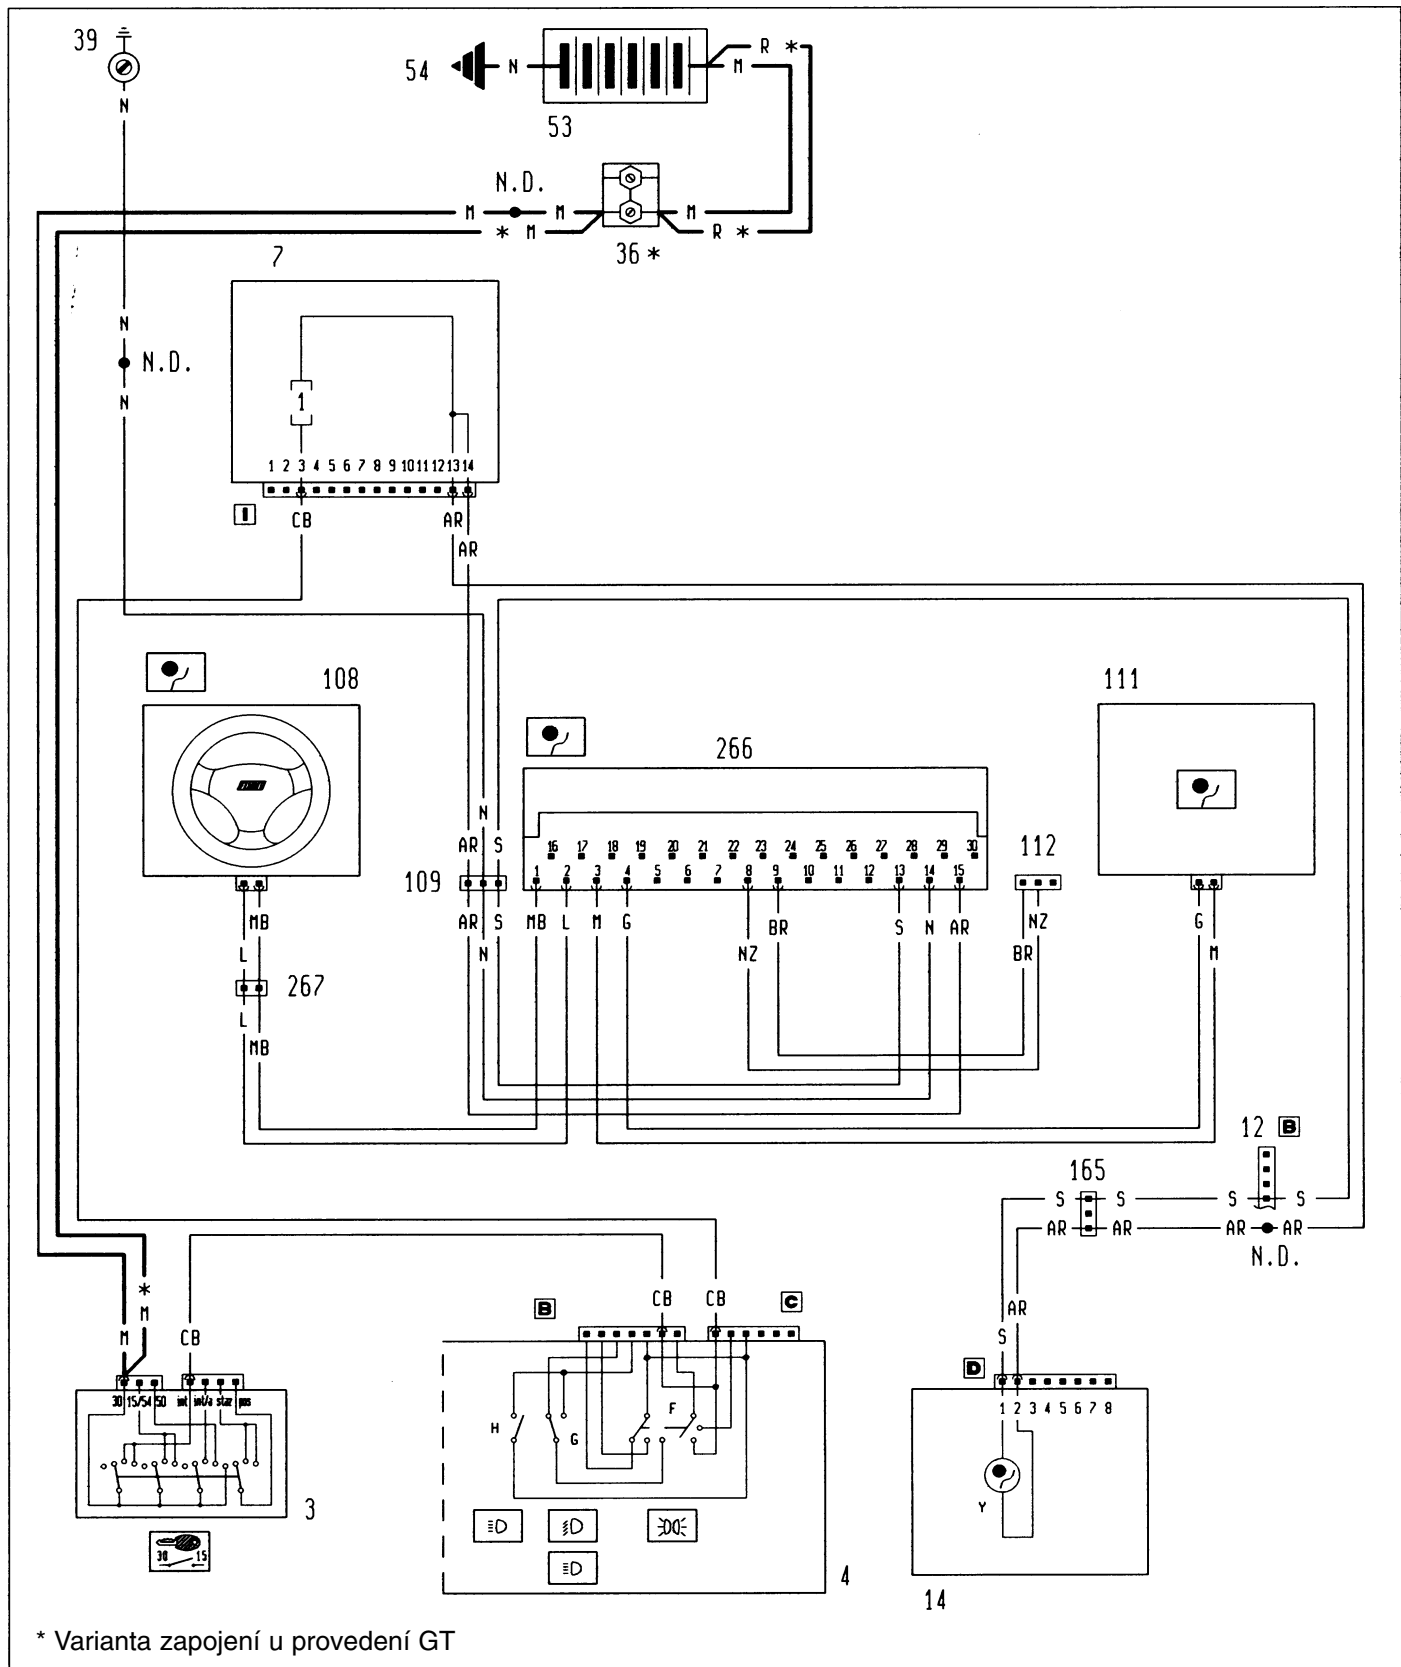 39
54
N
R *
M
N
53
N.D.
M
M
M
* M
R *
36 *
7
N
N.D.
N
1
1 2 3 4 5 6 7 8 9 10 11 12 13 14
I
CB
AR
AR
108
111
266
N
AR
S
16 17 18 19 20 21 22 23 24 25 26 27 28 29 30
112
109
1 2 3 4 5 6 7 8 9 10 11 12 13 14 15
MB
AR
S
MB
L
M
G
BR
S
N
AR
NZ
G
L
N
NZ
BR
M
267
L
MB
12 B
165
S
S
S
S
AR
AR
AR
AR
N.D.
*
M
M
CB
B
CB
CB
C
AR
S
D
30 15/54 50 int int/a staz pos
1 2 3 4 5 6 7 8
F
H
G
Y
3
30 15
4
14
* Varianta zapojení u provedení GT